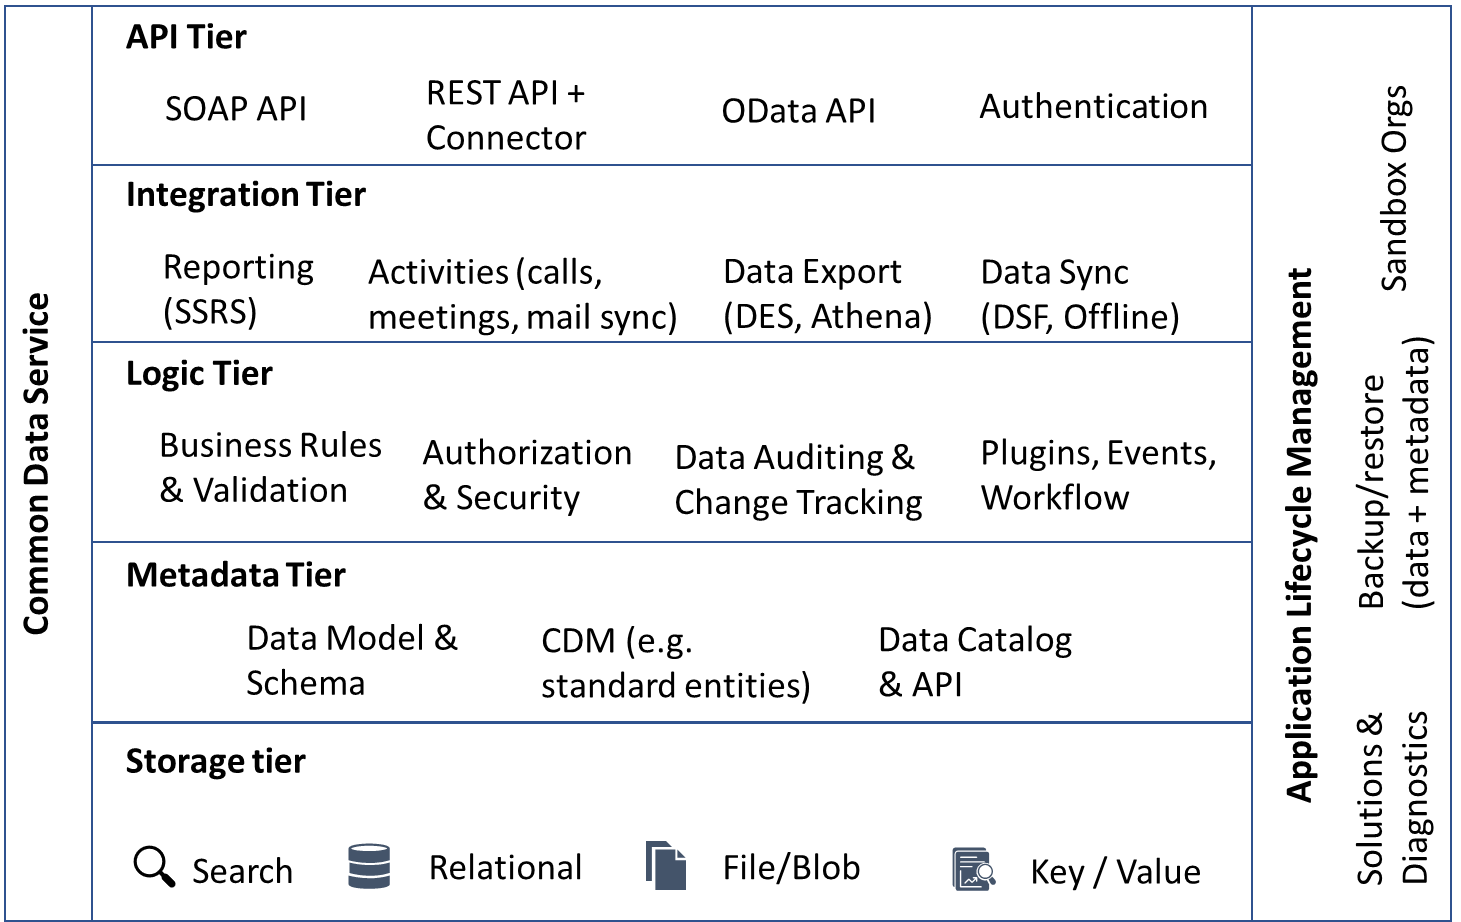 Common Data Service
API Tier
SOAP API
REST API +
Connector
OData API
Authentication
Integration Tier
Reporting
(SSRS)
Activities (calls,
meetings, mail sync)
Data Export
(DES, Athena)
Data Sync
(DSF, Offline)
Logic Tier
Business Rules
& Validation
Authorization
& Security
Data Auditing &
Change Tracking
Plugins, Events,
Workflow
Metadata Tier
Data Model &
Schema
CDM (e.g.
standard entities)
Data Catalog
& API
Storage tier
Search
Relational
File/Blob
Key / Value
Application Lifecycle Management
Sandbox Orgs
Backup/restore
(data + metadata)
Solutions &
Diagnostics